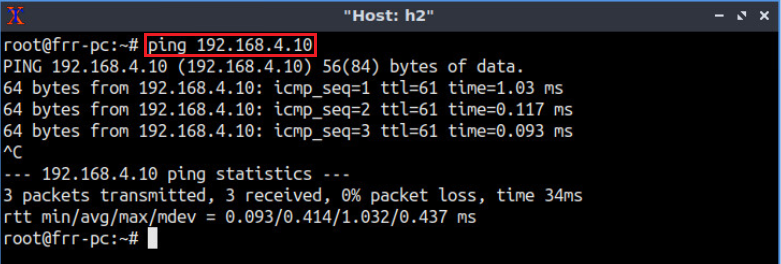 "Host: h2"
root@frr-pc:~# ping 192.168.4.10
PING 192.168.4.10 (192.168.4.10) 56(84) bytes of data.
64 bytes from 192.168.4.10: icmp_seq=1 ttl=61 time=1.03 ms
64 bytes from 192.168.4.10: icmp_seq=2 ttl=61 time=0.117 ms
64 bytes from 192.168.4.10: icmp_seq=3 ttl=61 time=0.093 ms
^C
--- 192.168.4.10 ping statistics ---
3 packets transmitted, 3 received, 0% packet loss, time 34ms
rtt min/avg/max/mdev = 0.093/0.414/1.032/0.437 ms
root@frr-pc:~#